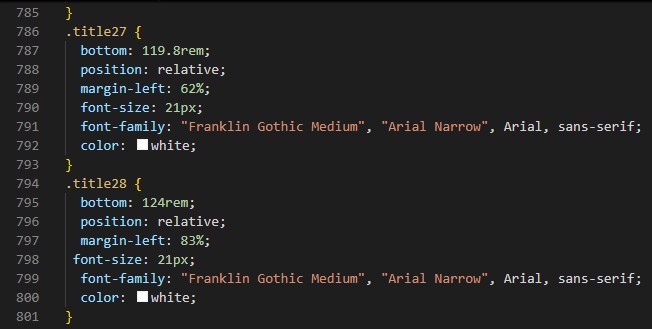 785 }
786 .title27 {
787 bottom: 119.8rem;
788 position: relative;
789 margin-left: 62%;
790 font-size: 21px;
791 font-family: "Franklin Gothic Medium", "Arial Narrow", Arial, sans-serif;
792 color: white;
793 }
794 .title28 {
795 bottom: 124rem;
796 position: relative;
797 margin-left: 83%;
798 font-size: 21px;
799 font-family: "Franklin Gothic Medium", "Arial Narrow", Arial, sans-serif;
800 color: white;
801 }